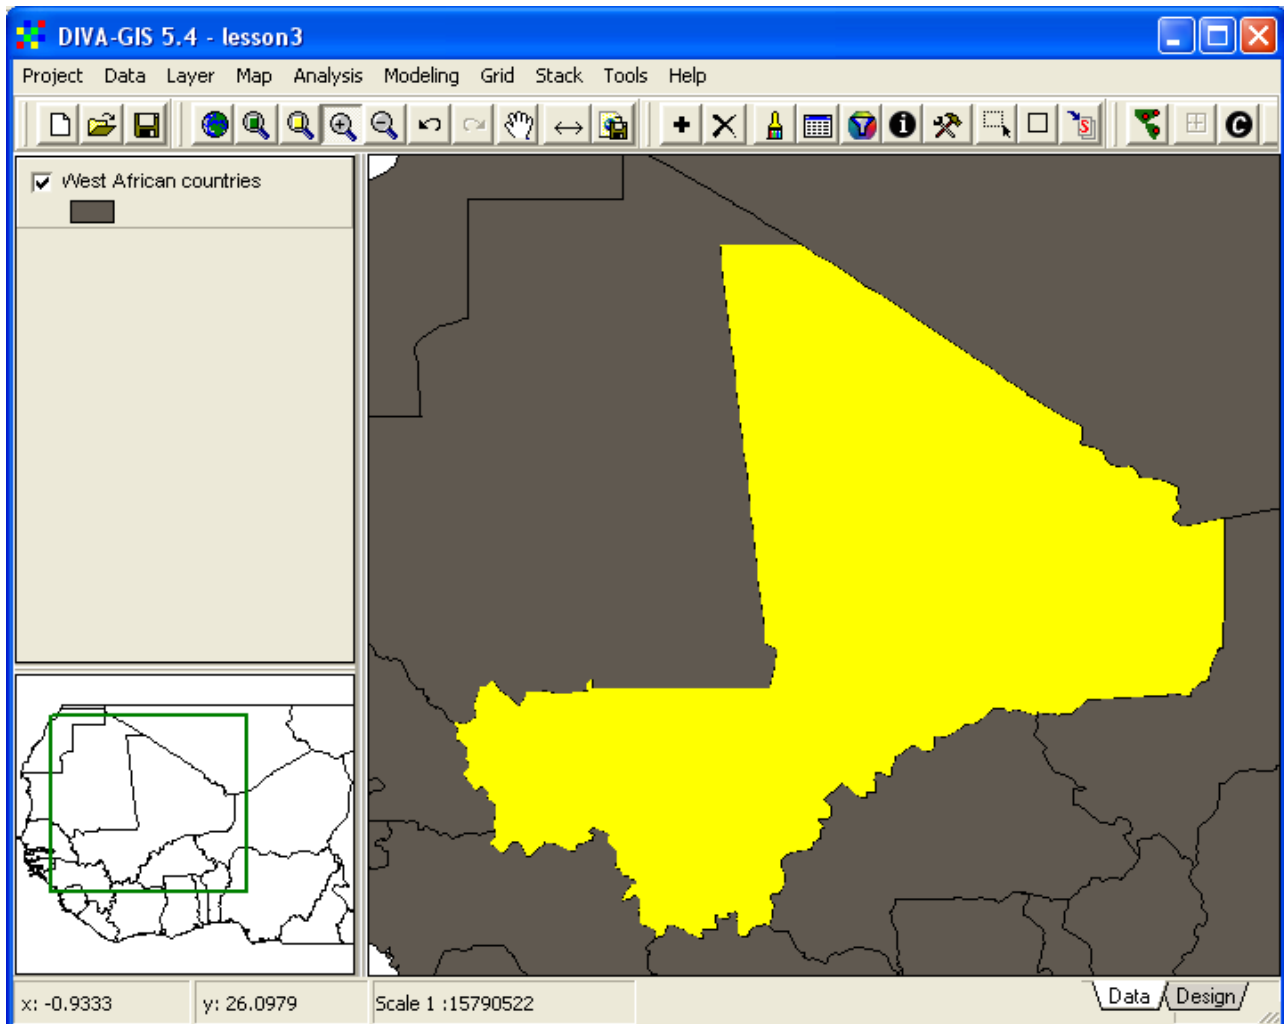 DIVA-GIS 5.4 - lesson3
Project Data Layer Map Analysis Modeling Grid Stack Tools Help
West African countries
x: -0.9333 y: 26.0979 Scale 1 :15790522 Data Design